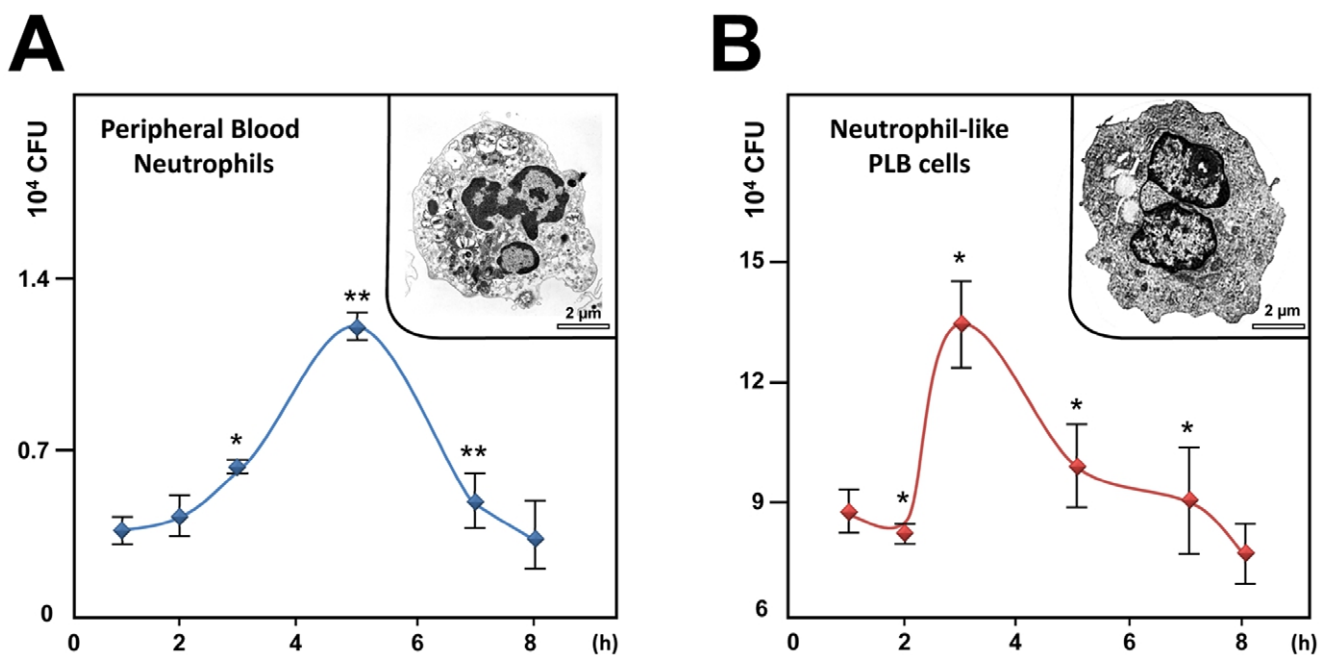 A
Peripheral Blood
Neutrophils
10⁴ CFU
1.4
0.7
0
0 2 4 6 8 (h)
**
*
**
2 µm
B
Neutrophil-like
PLB cells
10⁴ CFU
15
12
9
6
0 2 4 6 8 (h)
*
*
*
*
2 µm